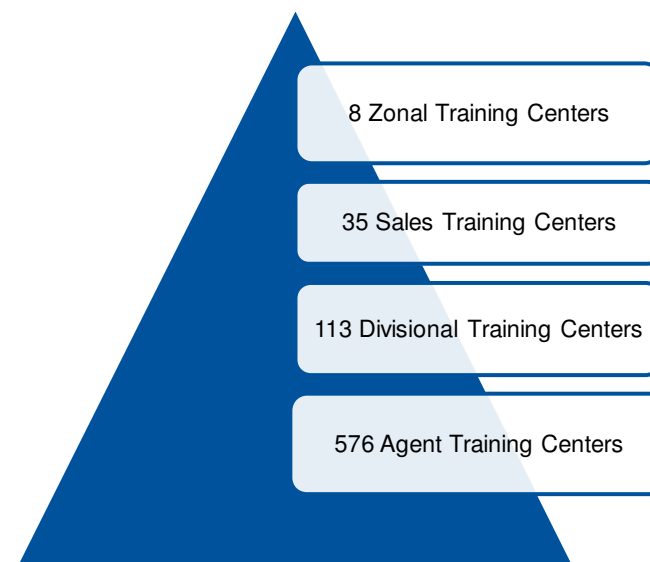 8 Zonal Training Centers
35 Sales Training Centers
113 Divisional Training Centers
576 Agent Training Centers